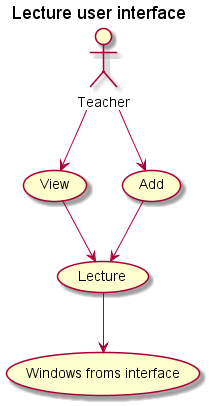 Lecture user interface
Teacher
View
Add
Lecture
Windows froms interface